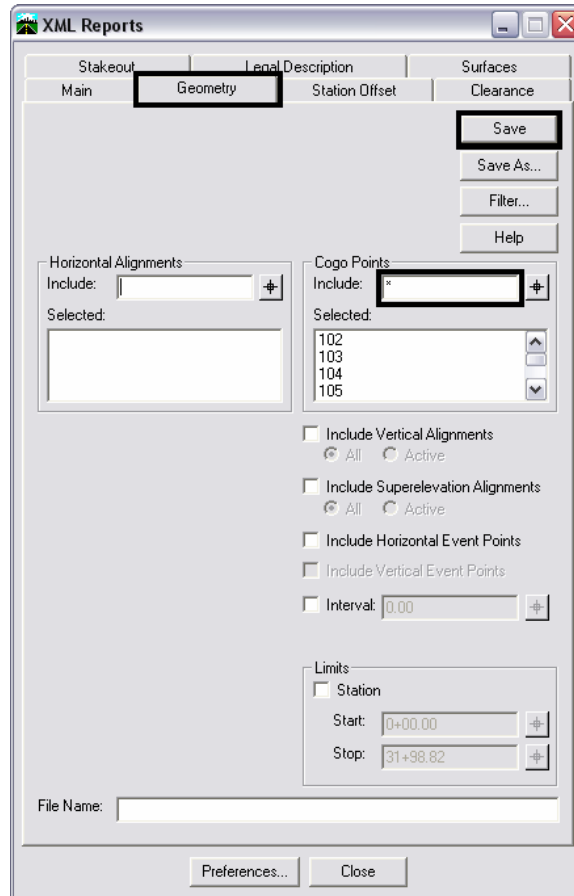 XML Reports
Stakeout Legal Description Surfaces
Main Geometry Station Offset Clearance
Save
Save As...
Filter...
Help
Horizontal Alignments
Include:
Selected:
Cogo Points
Include: *
Selected:
102
103
104
105
Include Vertical Alignments
All Active
Include Superelevation Alignments
All Active
Include Horizontal Event Points
Include Vertical Event Points
Interval: 0.00
Limits
Station
Start: 0+00.00
Stop: 31+98.82
File Name:
Preferences... Close